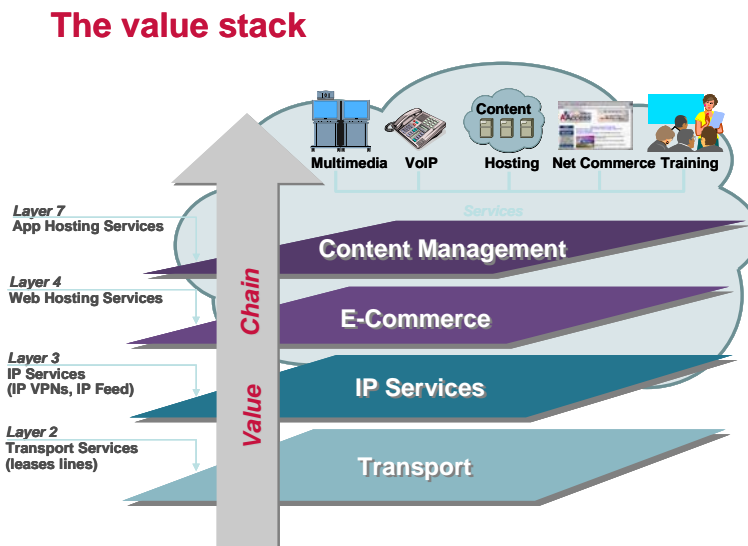 The value stack
Content
Multimedia
VoIP
Hosting
Net Commerce
Training
Services
Layer 7
App Hosting Services
Content Management
Layer 4
Web Hosting Services
E-Commerce
Layer 3
IP Services
(IP VPNs, IP Feed)
IP Services
Layer 2
Transport Services
(leases lines)
Transport
Value Chain